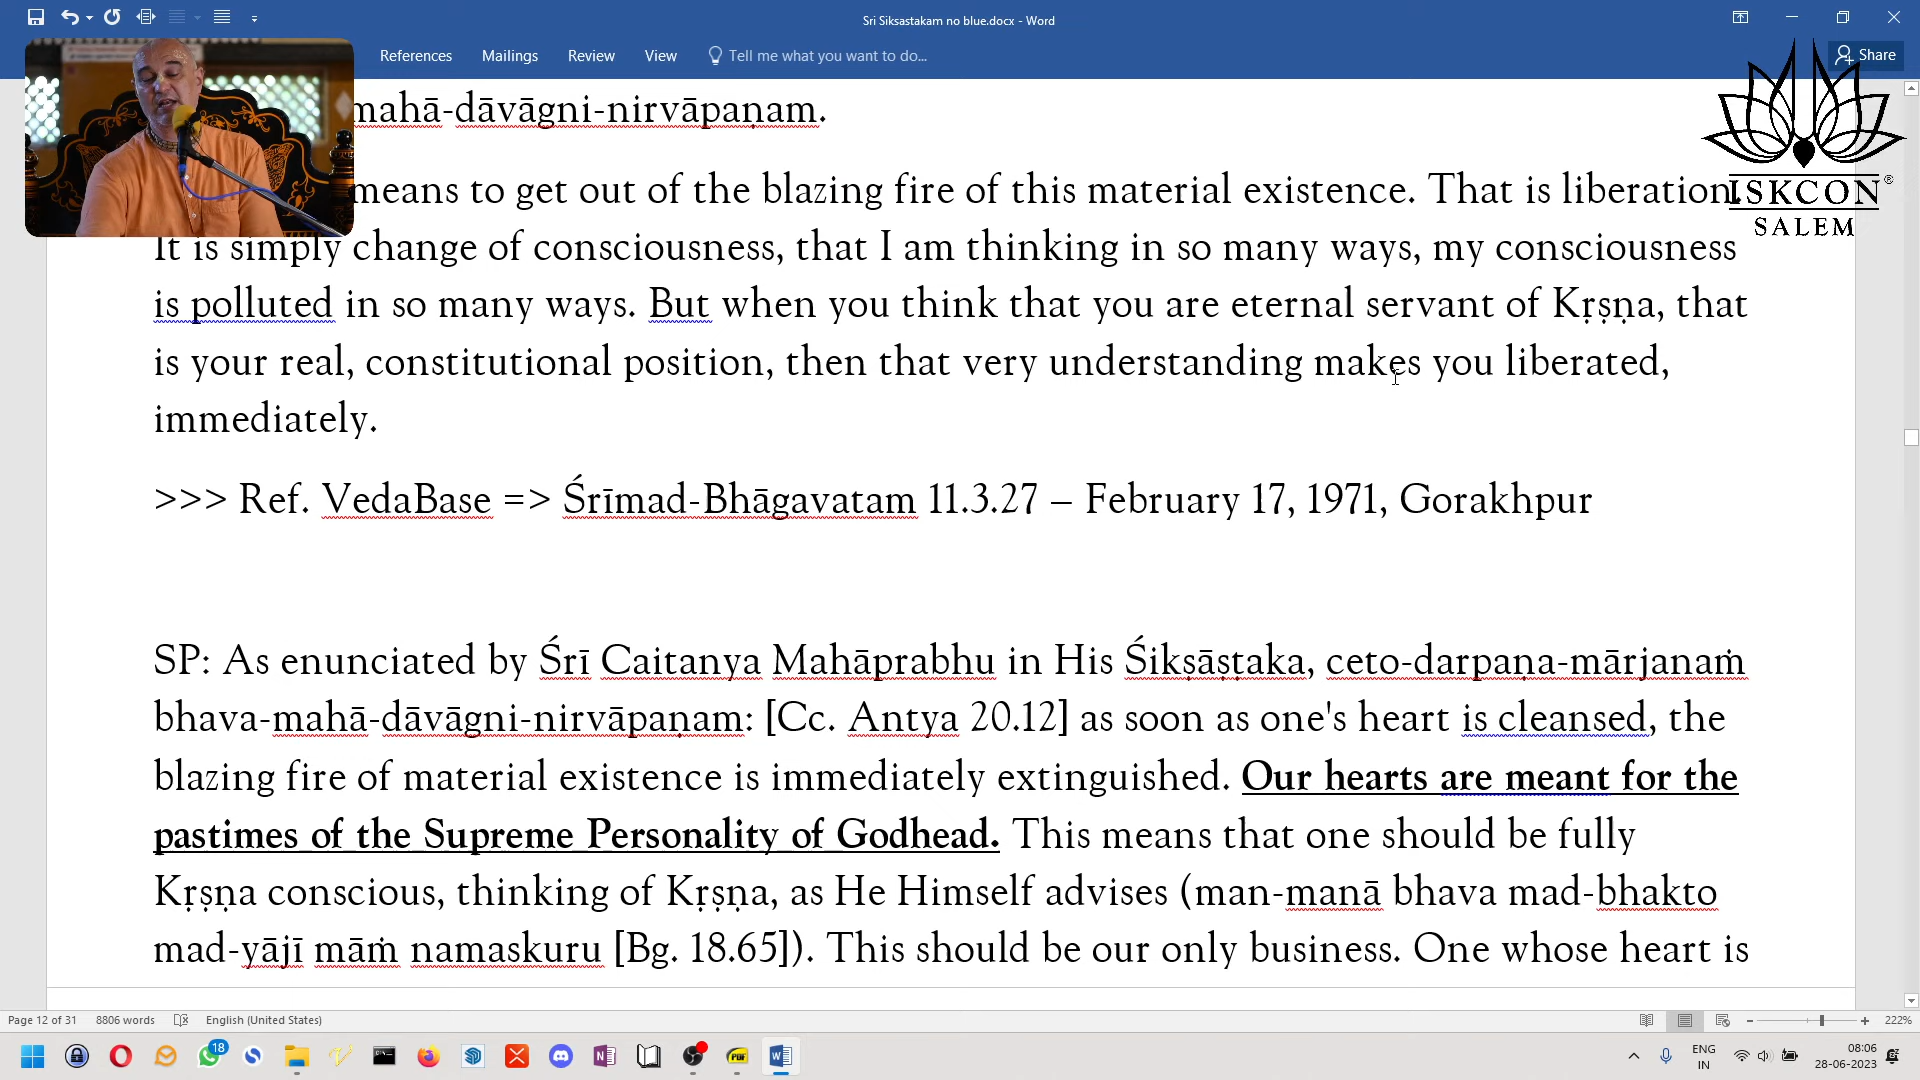 Sri Siksastakam no blue.docx - Word
References Mailings Review View Tell me what you want to do... Share
mahā-dāvāgni-nirvāpaṇam.
means to get out of the blazing fire of this material existence. That is liberation.
It is simply change of consciousness, that I am thinking in so many ways, my consciousness
is polluted in so many ways. But when you think that you are eternal servant of Kṛṣṇa, that
is your real, constitutional position, then that very understanding makes you liberated,
immediately.
>>> Ref. VedaBase => Śrīmad-Bhāgavatam 11.3.27 – February 17, 1971, Gorakhpur
SP: As enunciated by Śrī Caitanya Mahāprabhu in His Śikṣāṣṭaka, ceto-darpaṇa-mārjanaṁ
bhava-mahā-dāvāgni-nirvāpaṇam: [Cc. Antya 20.12] as soon as one's heart is cleansed, the
blazing fire of material existence is immediately extinguished. Our hearts are meant for the
pastimes of the Supreme Personality of Godhead. This means that one should be fully
Kṛṣṇa conscious, thinking of Kṛṣṇa, as He Himself advises (man-manā bhava mad-bhakto
mad-yājī māṁ namaskuru [Bg. 18.65]). This should be our only business. One whose heart is
ISKCON®
SALEM
Page 12 of 31 8806 words English (United States) 222%
18 PDF ENG 08:06
IN 28-06-2023